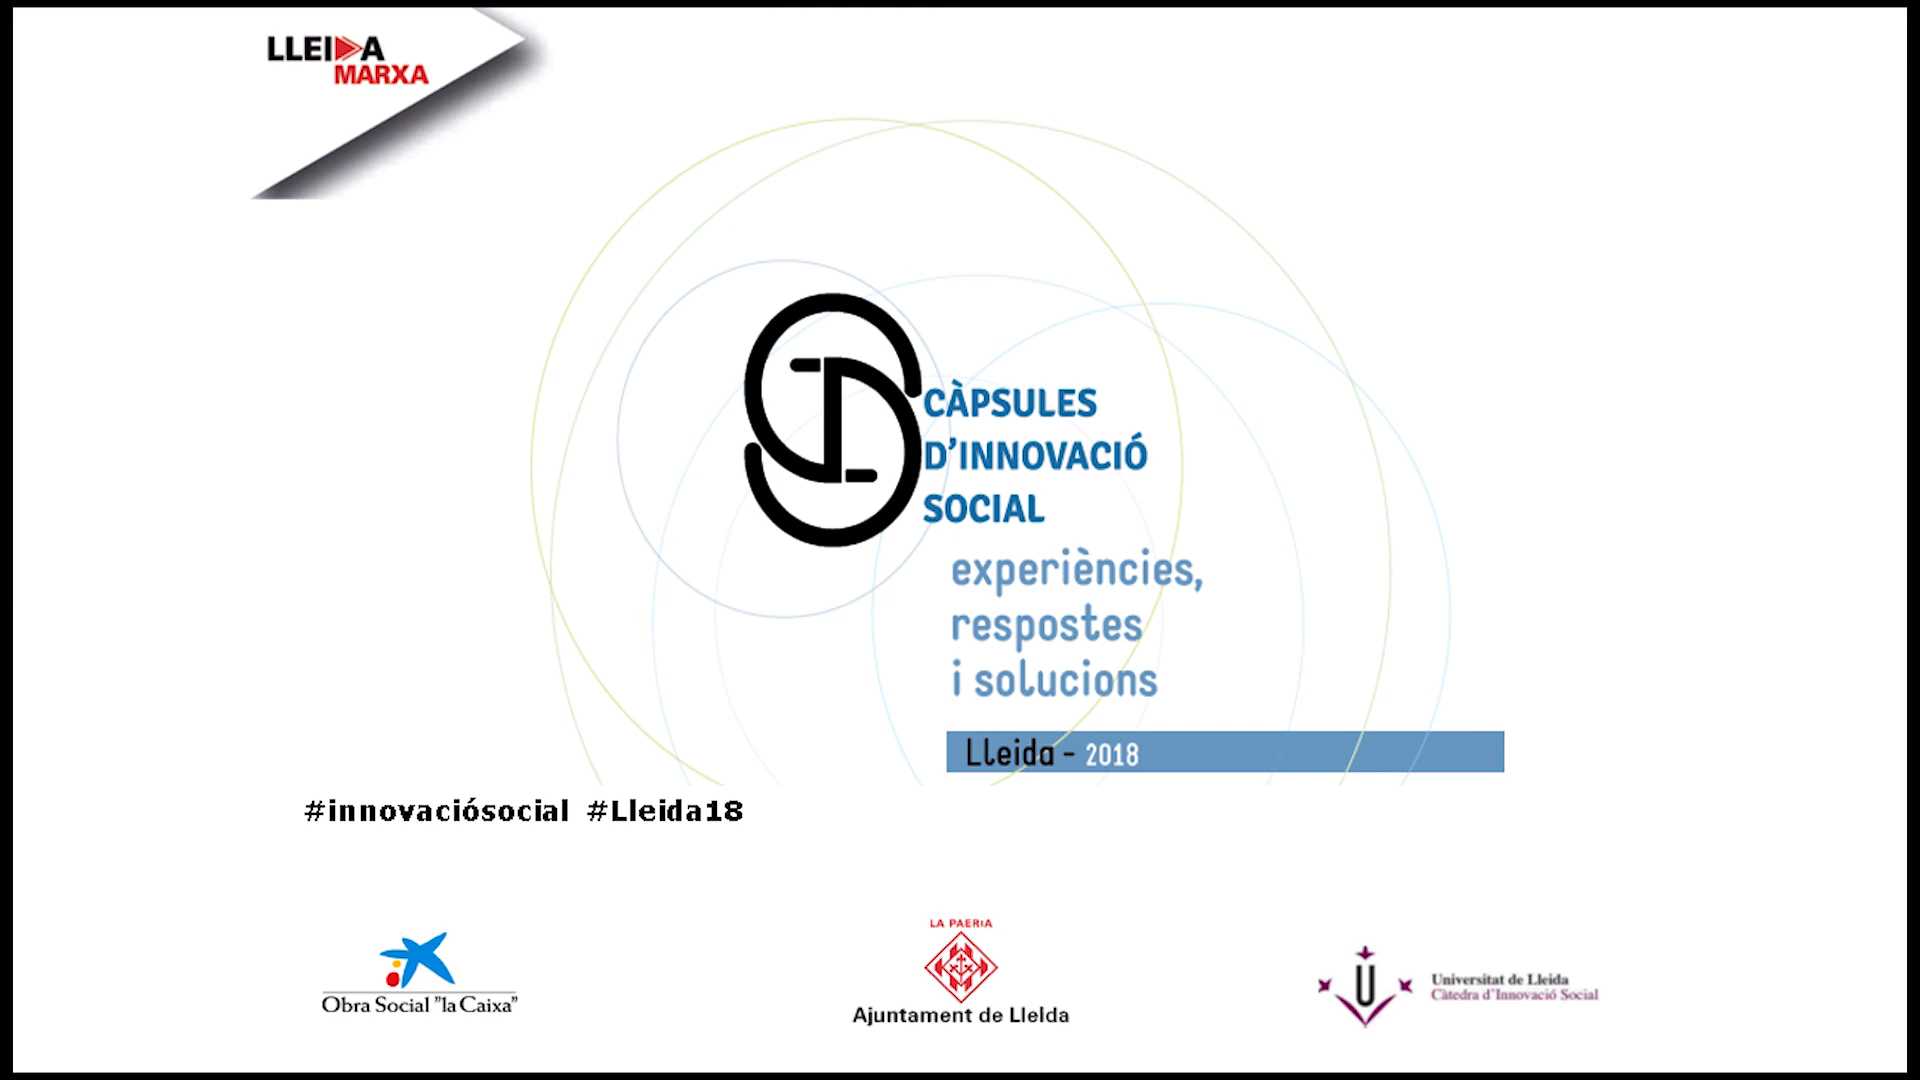 LLEIDA
MARXA
CÀPSULES
D'INNOVACIÓ
SOCIAL
experiències,
respostes
i solucions
Lleida - 2018
#innovaciósocial #Lleida18
Obra Social "la Caixa"
LA PAERIA
Ajuntament de Lleida
U
Universitat de Lleida
Càtedra d'Innovació Social